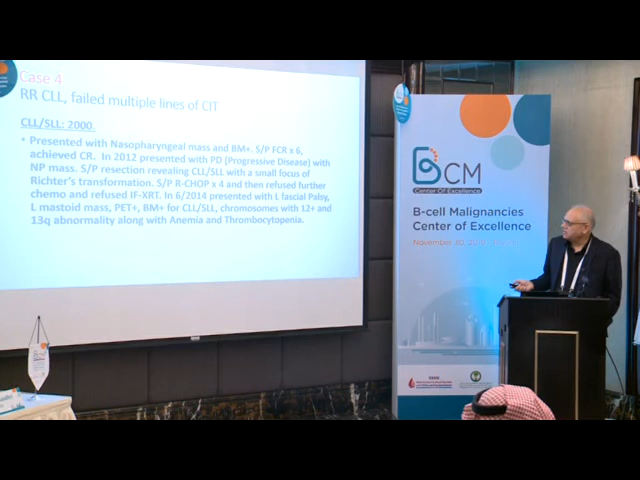 Case 4
RR CLL, failed multiple lines of CIT
CLL/SLL: 2000.
• Presented with Nasopharyngeal mass and BM+. S/P FCR x 6,
achieved CR. In 2012 presented with PD (Progressive Disease) with
NP mass. S/P resection revealing CLL/SLL with a small focus of
Richter's transformation. S/P R-CHOP x 4 and then refused further
chemo and refused IF-XRT. In 6/2014 presented with L fascial Palsy,
L mastoid mass, PET+, BM+ for CLL/SLL, chromosomes with 12+ and
13q abnormality along with Anemia and Thrombocytopenia.
BCM
Center Of Excellence
B-cell Malignancies
Center of Excellence
November 10,